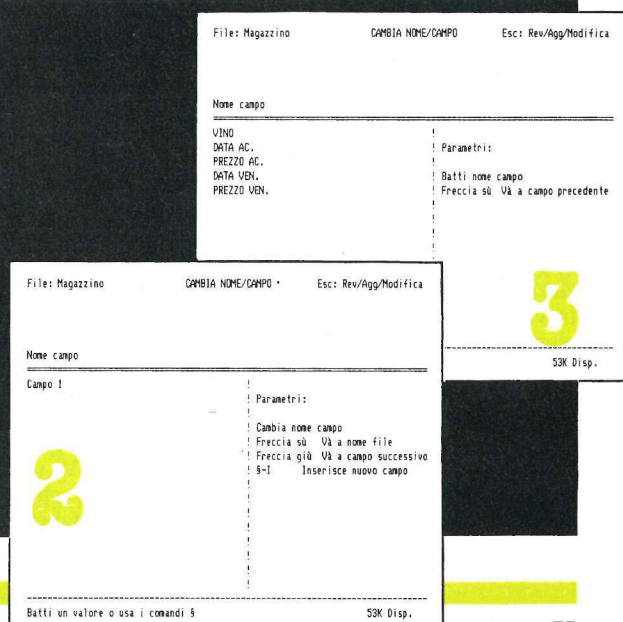 File: Magazzino CAMBIA NOME/CAMPO Esc: Rev/Agg/Modifica
Nome campo
VINO
DATA AC.
PREZZO AC.
DATA VEN.
PREZZO VEN.
! Parametri:
! Batti nome campo
! Freccia sù Và a campo precedente
53K Disp.
3
File: Magazzino CAMBIA NOME/CAMPO * Esc: Rev/Agg/Modifica
Nome campo
Campo 1
! Parametri:
! Cambia nome campo
! Freccia sù Và a nome file
! Freccia giù Và a campo successivo
! §-I Inserisce nuovo campo
Batti un valore o usa i comandi § 53K Disp.
2